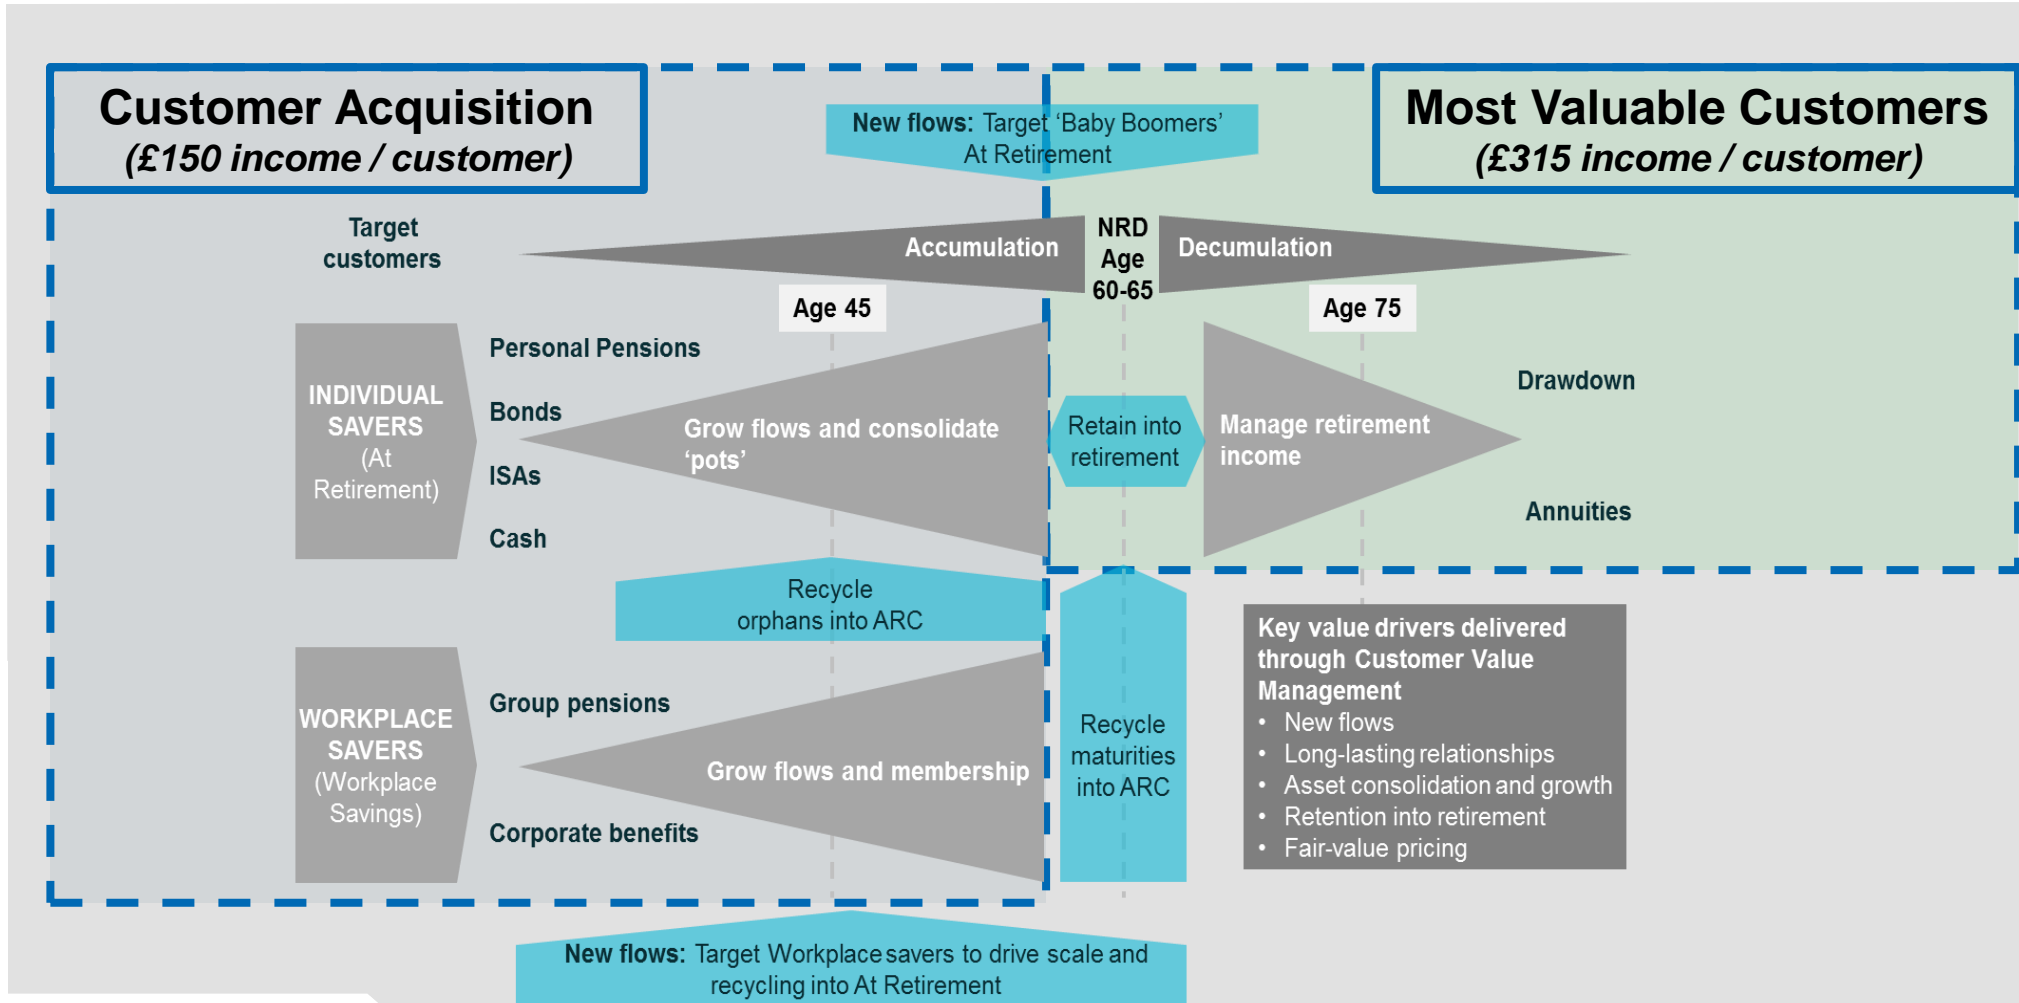 Customer Acquisition
(£150 income / customer)
New flows: Target ‘Baby Boomers’
At Retirement
Most Valuable Customers
(£315 income / customer)
Target
customers
Accumulation
NRD
Age
60-65
Decumulation
Age 45
Age 75
INDIVIDUAL
SAVERS
(At
Retirement)
Personal Pensions
Bonds
ISAs
Cash
Grow flows and consolidate
‘pots’
Retain into
retirement
Manage retirement
income
Drawdown
Annuities
Recycle
orphans into ARC
WORKPLACE
SAVERS
(Workplace
Savings)
Group pensions
Corporate benefits
Grow flows and membership
Recycle
maturities
into ARC
Key value drivers delivered
through Customer Value
Management
• New flows
• Long-lasting relationships
• Asset consolidation and growth
• Retention into retirement
• Fair-value pricing
New flows: Target Workplace savers to drive scale and
recycling into At Retirement